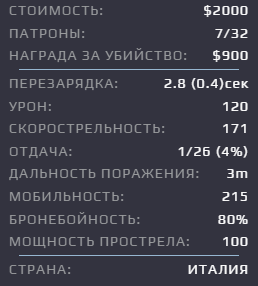 СТОИМОСТЬ: $2000
ПАТРОНЫ: 7/32
НАГРАДА ЗА УБИЙСТВО: $900
ПЕРЕЗАРЯДКА: 2.8 (0.4)сек
УРОН: 120
СКОРОСТРЕЛЬНОСТЬ: 171
ОТДАЧА: 1/26 (4%)
ДАЛЬНОСТЬ ПОРАЖЕНИЯ: 3m
МОБИЛЬНОСТЬ: 215
БРОНЕБОЙНОСТЬ: 80%
МОЩНОСТЬ ПРОСТРЕЛА: 100
СТРАНА: ИТАЛИЯ